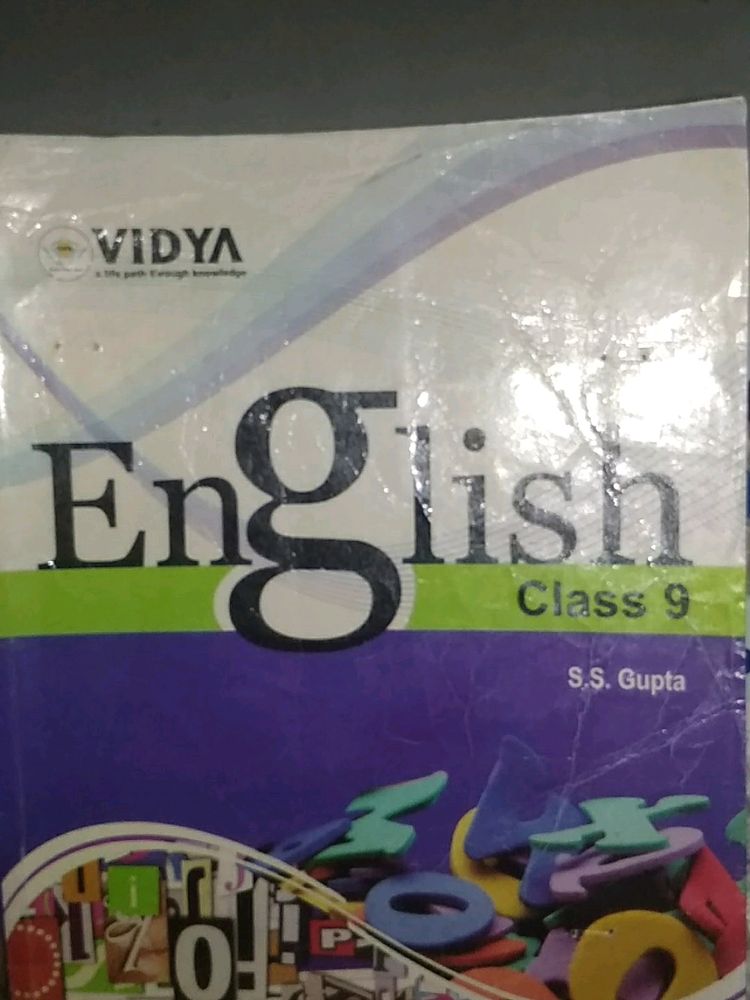 VIDYA
a life path through knowledge
English
Class 9
S.S. Gupta